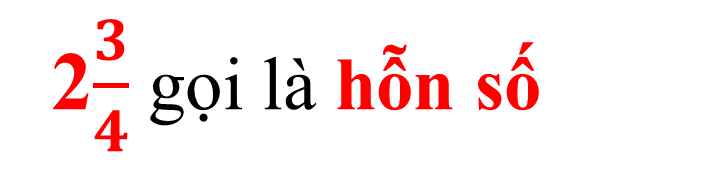 2 3/4 gọi là hỗn số